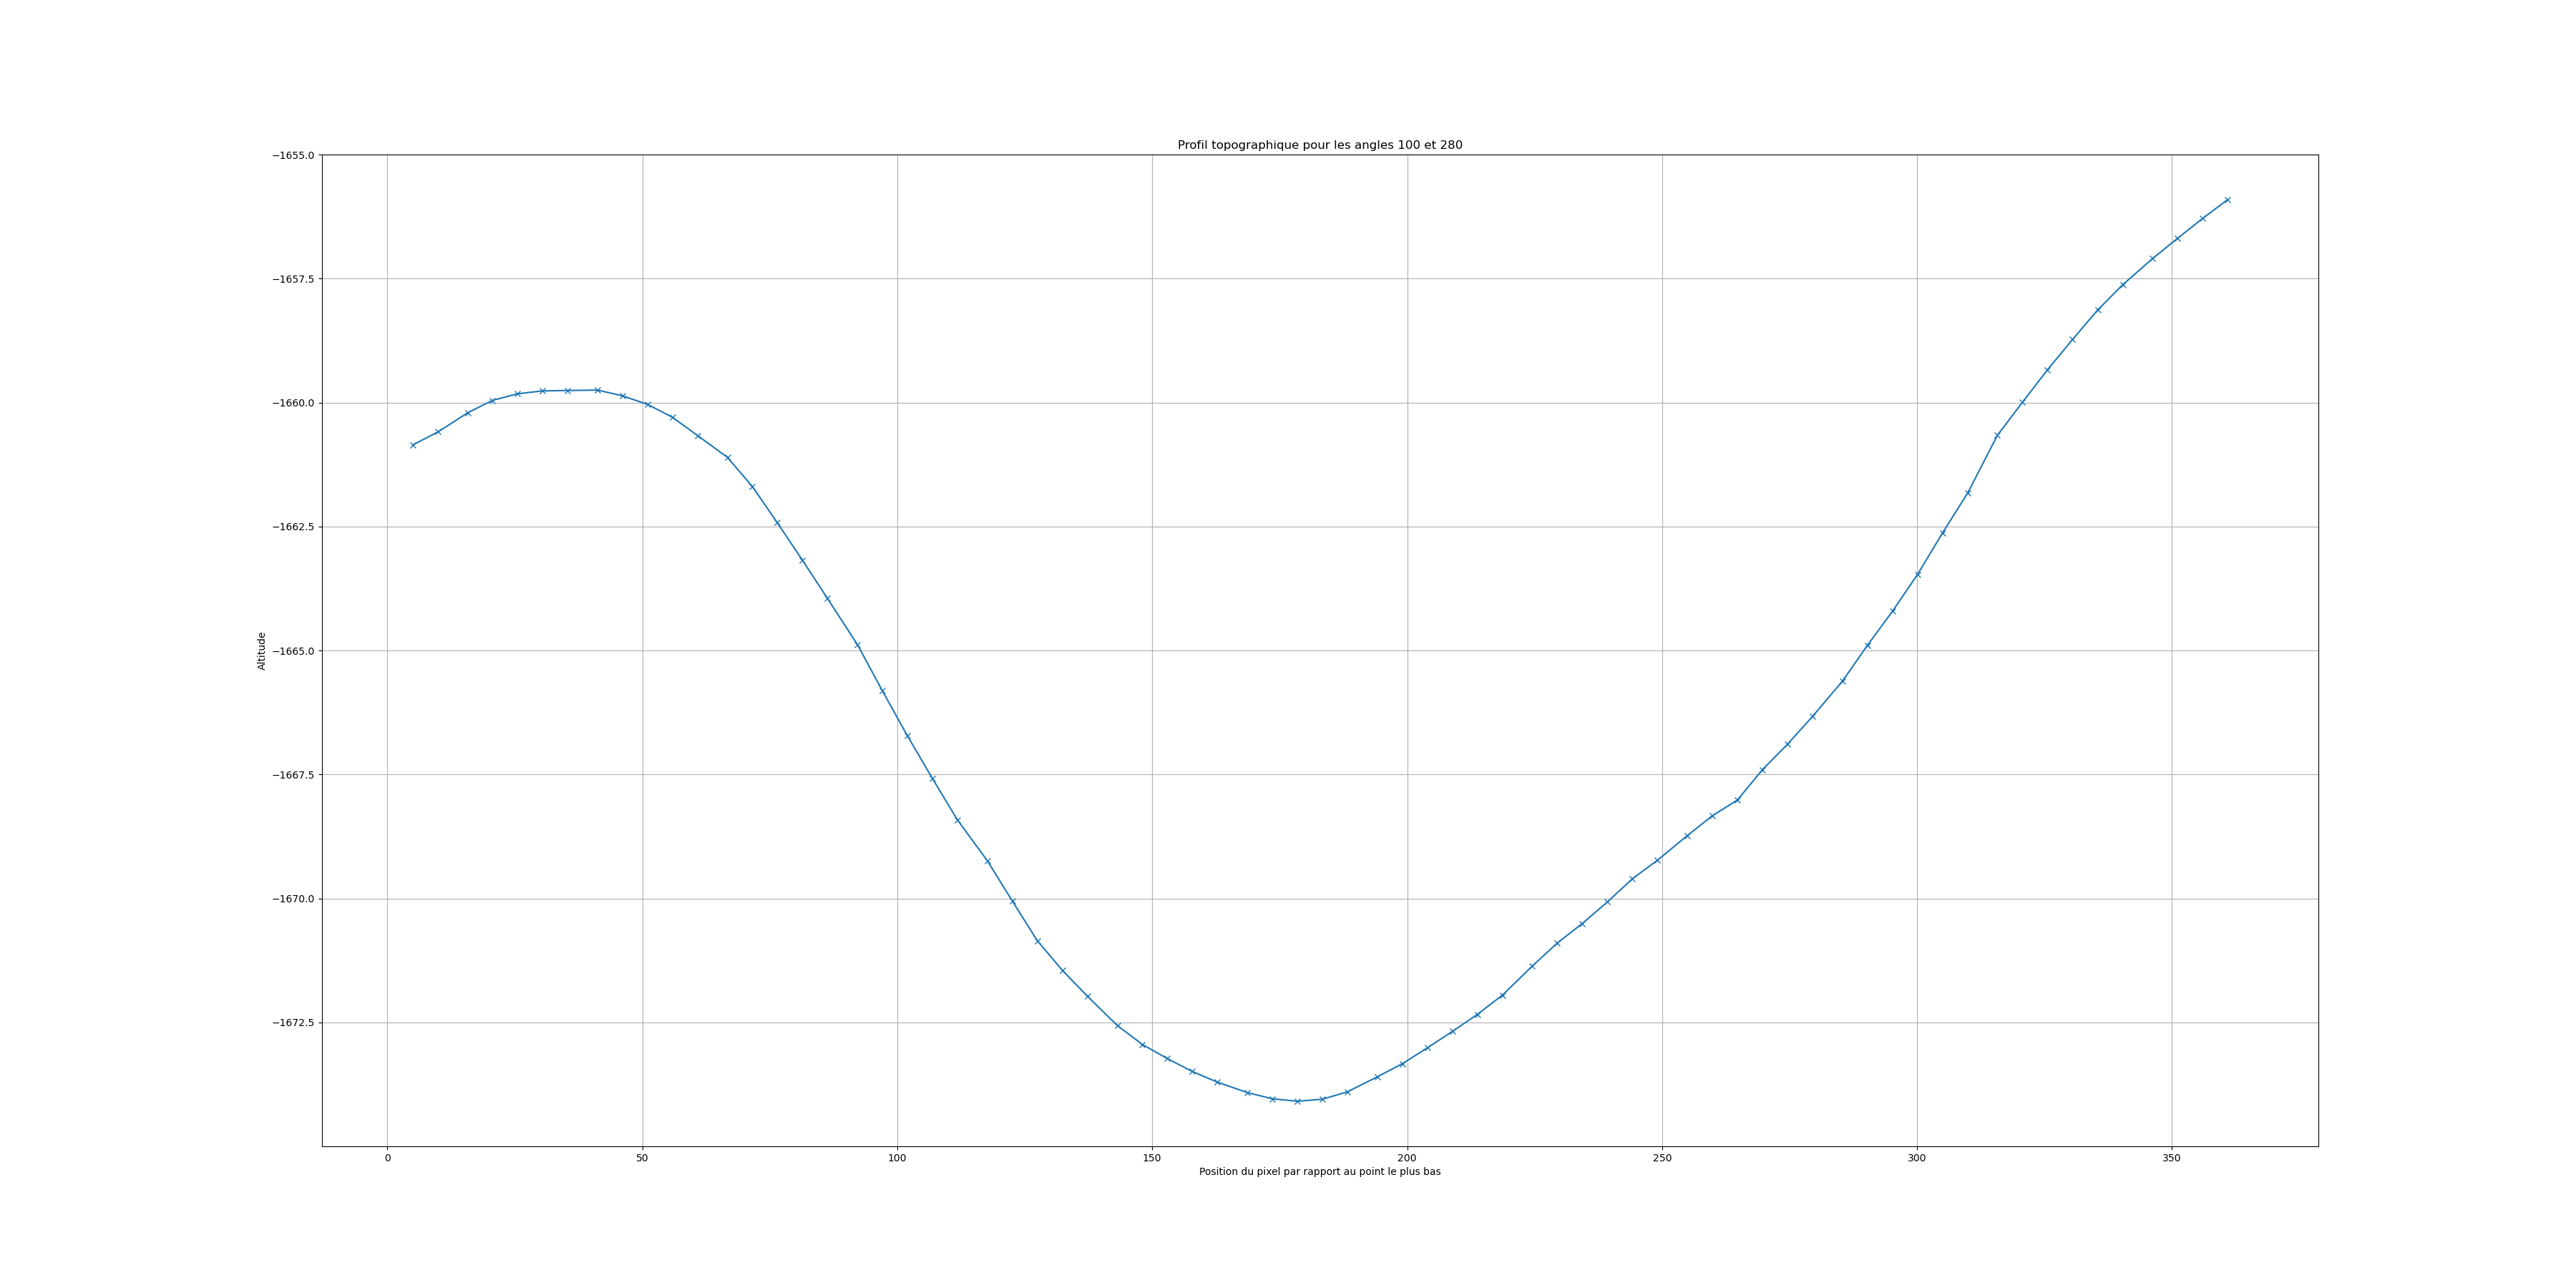 Profil topographique pour les angles 100 et 280
−1655.0
−1657.5
−1660.0
−1662.5
−1665.0
−1667.5
−1670.0
−1672.5
Altitude
0 50 100 150 200 250 300 350
Position du pixel par rapport au point le plus bas